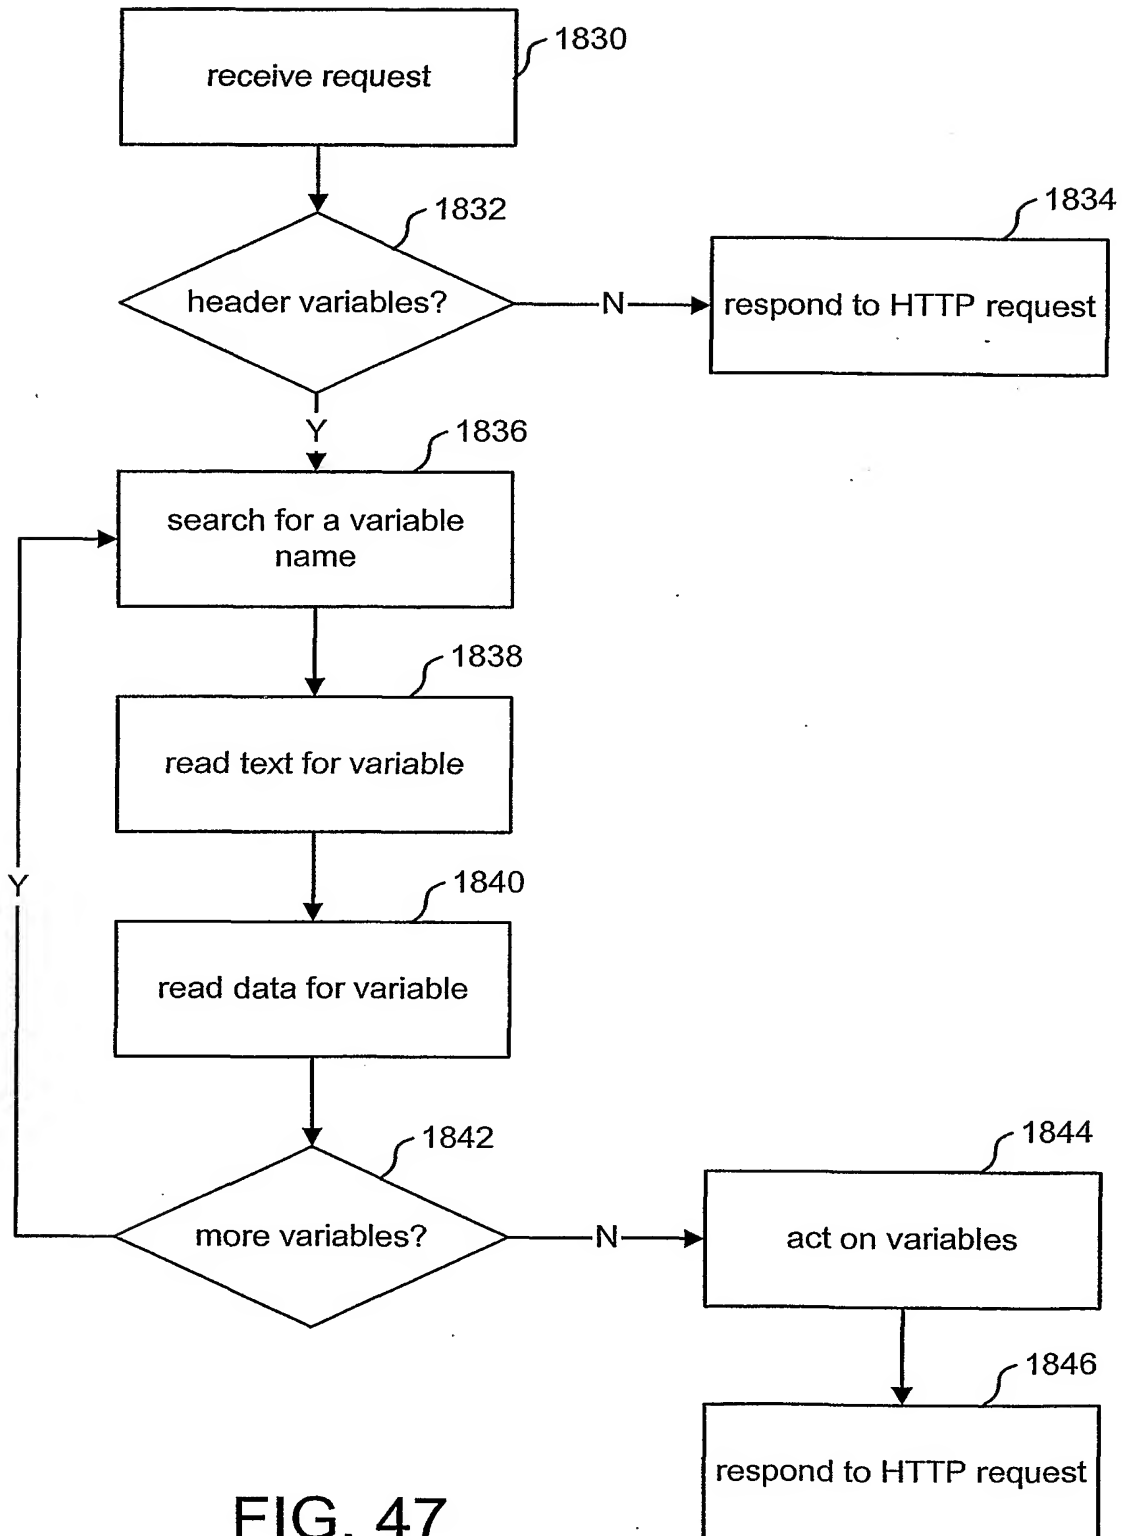 1830
receive request
1832
1834
header variables?
N
respond to HTTP request
Y
1836
search for a variable
name
1838
read text for variable
Y
1840
read data for variable
1842
1844
more variables?
N
act on variables
1846
respond to HTTP request
FIG. 47